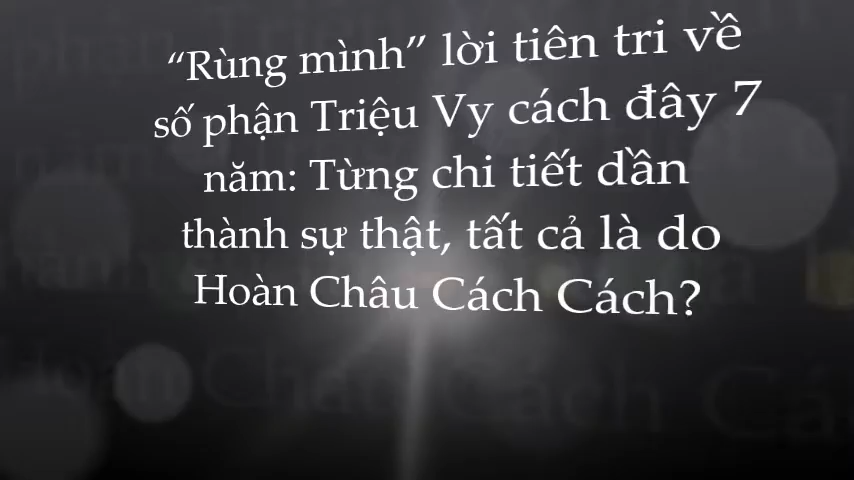 “Rùng mình” lời tiên tri về
số phận Triệu Vy cách đây 7
năm: Từng chi tiết dần
thành sự thật, tất cả là do
Hoàn Châu Cách Cách?